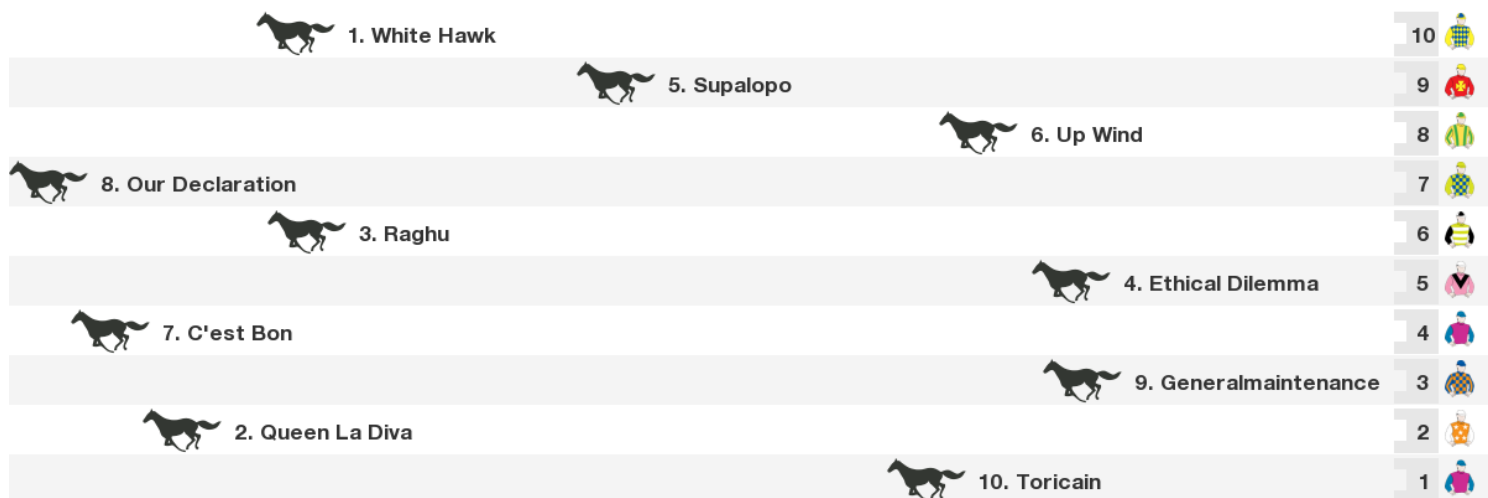 1. White Hawk 10
5. Supalopo 9
6. Up Wind 8
8. Our Declaration 7
3. Raghu 6
4. Ethical Dilemma 5
7. C'est Bon 4
9. Generalmaintenance 3
2. Queen La Diva 2
10. Toricain 1